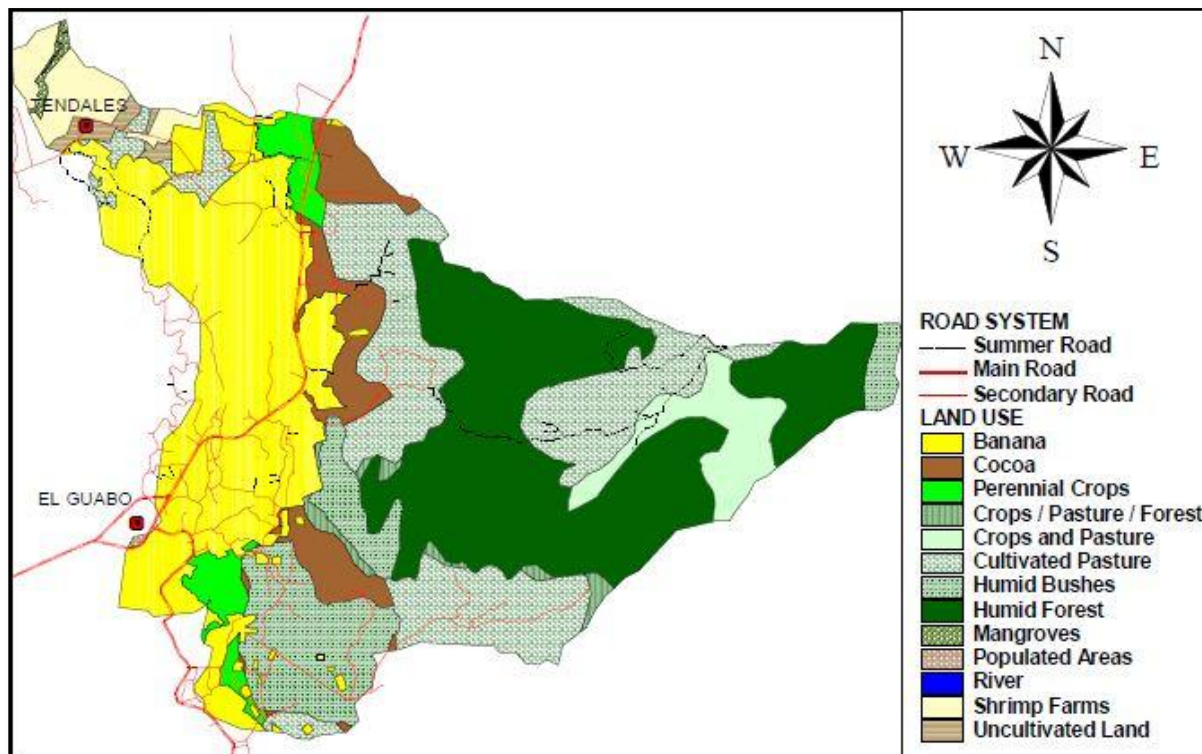 TENDALES
EL GUABO
N
W E
S
ROAD SYSTEM
Summer Road
Main Road
Secondary Road
LAND USE
Banana
Cocoa
Perennial Crops
Crops / Pasture / Forest
Crops and Pasture
Cultivated Pasture
Humid Bushes
Humid Forest
Mangroves
Populated Areas
River
Shrimp Farms
Uncultivated Land